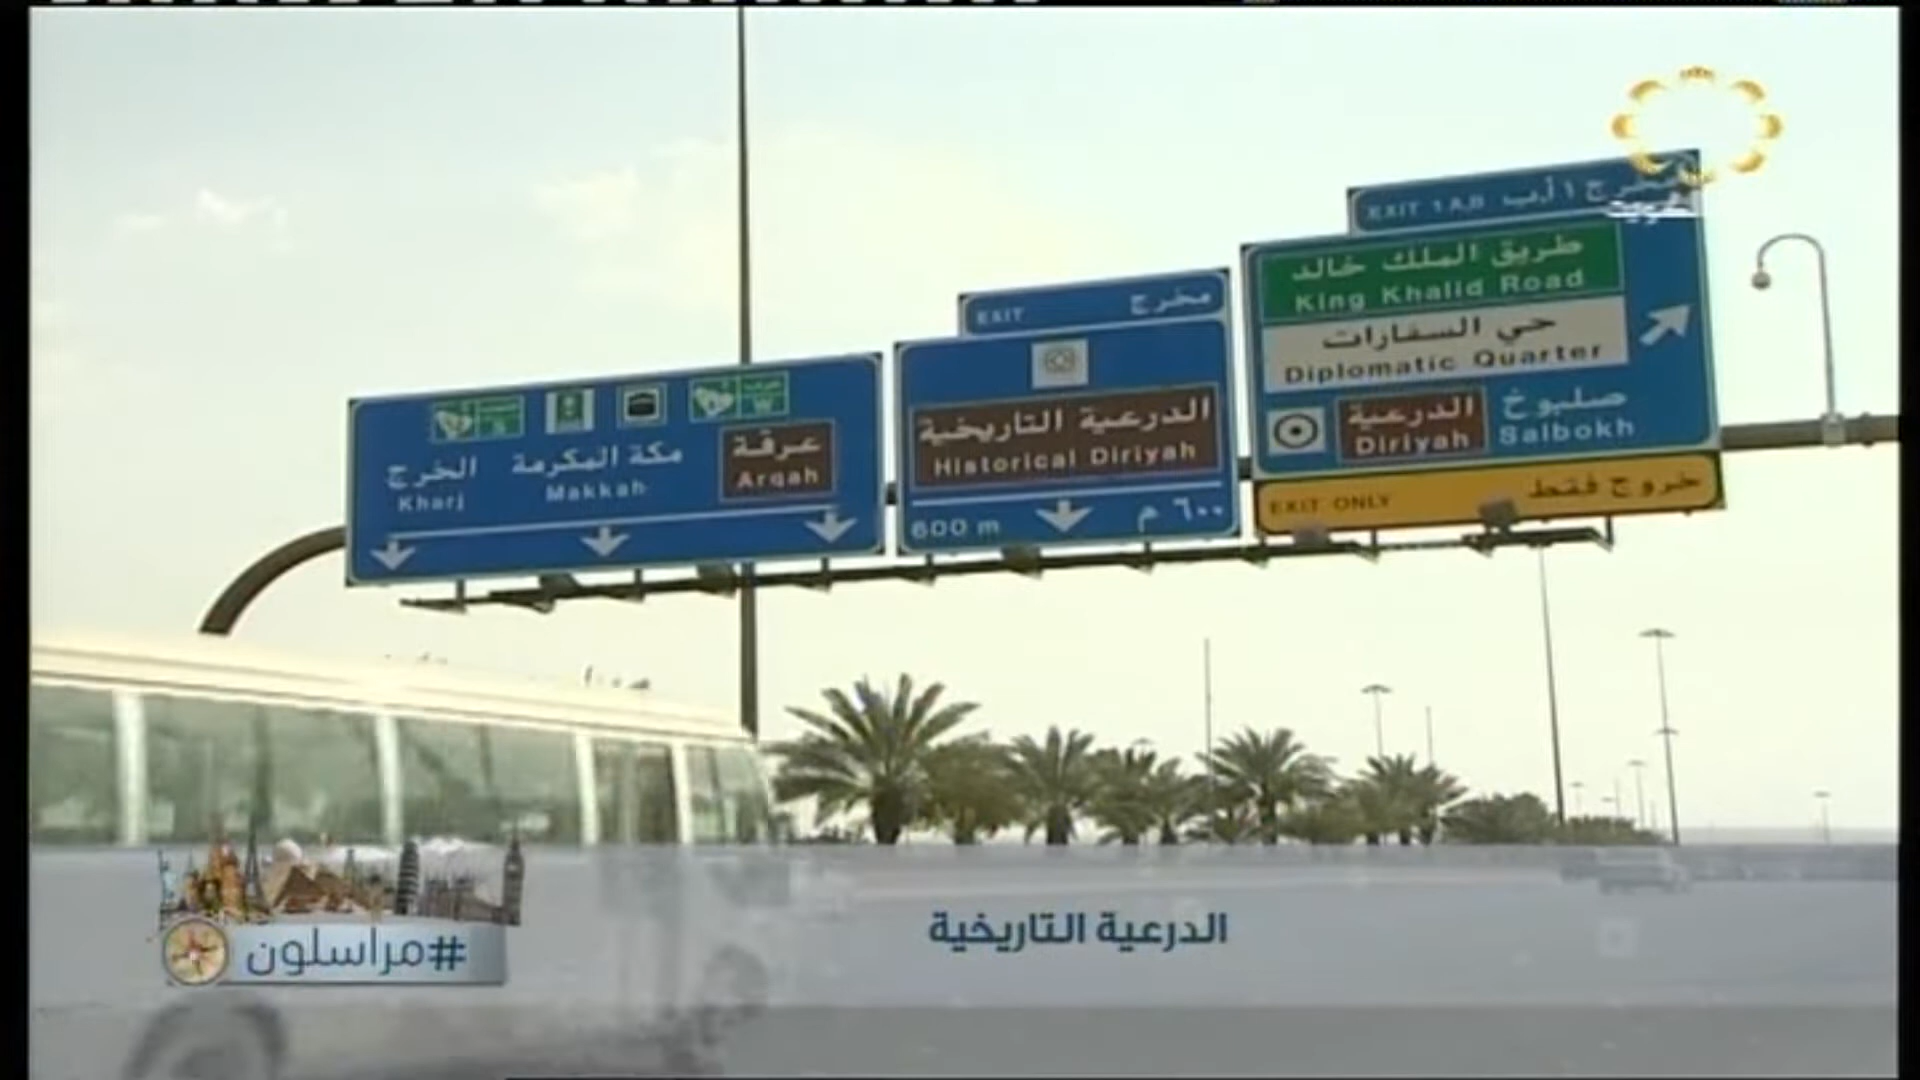 مخرج ١ أ,ب EXIT 1 A,B
طريق الملك خالد
King Khalid Road
حي السفارات
Diplomatic Quarter
صلبوخ
Salbokh
الدرعية
Diriyah
خروج فقط EXIT ONLY
مخرج EXIT
الدرعية التاريخية
Historical Diriyah
٦٠٠ م 600 m
عرقة
Arqah
مكة المكرمة
Makkah
الخرج
Kharj
الدرعية التاريخية
#مراسلون